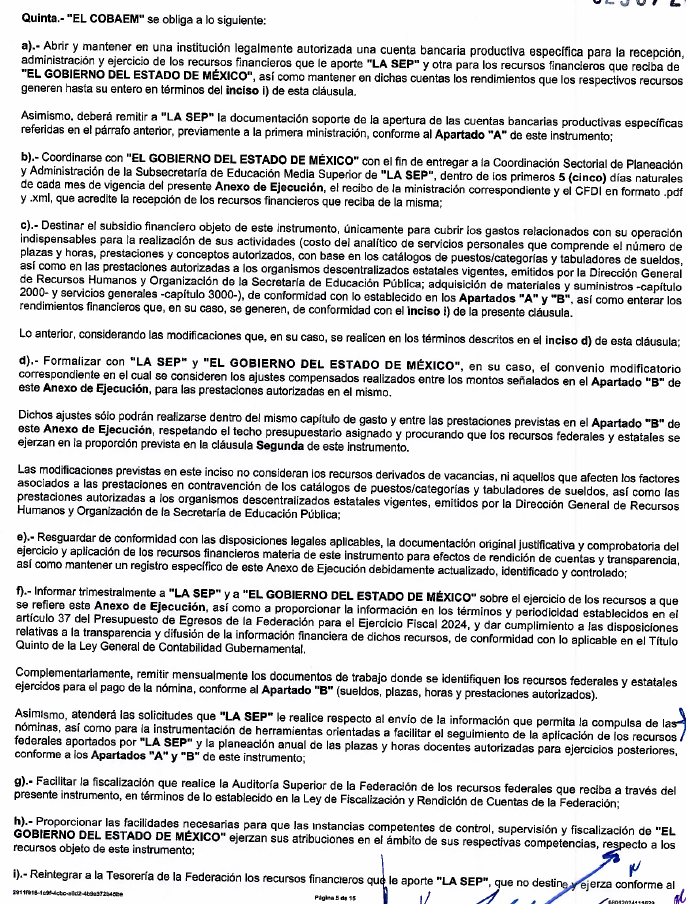 Quinta.- "EL COBAEM" se obliga a lo siguiente:
a).- Abrir y mantener en una institución legalmente autorizada una cuenta bancaria productiva específica para la recepción,
administración y ejercicio de los recursos financieros que le aporte "LA SEP" y otra para los recursos financieros que reciba de
"EL GOBIERNO DEL ESTADO DE MÉXICO", así como mantener en dichas cuentas los rendimientos que los respectivos recursos
generen hasta su entero en términos del inciso i) de esta cláusula.
Asimismo, deberá remitir a "LA SEP" la documentación soporte de la apertura de las cuentas bancarias productivas específicas
referidas en el párrafo anterior, previamente a la primera ministración, conforme al Apartado "A" de este instrumento;
b).- Coordinarse con "EL GOBIERNO DEL ESTADO DE MÉXICO" con el fin de entregar a la Coordinación Sectorial de Planeación
y Administración de la Subsecretaría de Educación Media Superior de "LA SEP", dentro de los primeros 5 (cinco) días naturales
de cada mes de vigencia del presente Anexo de Ejecución, el recibo de la ministración correspondiente y el CFDI en formato .pdf
y .xml, que acredite la recepción de los recursos financieros que reciba de la misma;
c).- Destinar el subsidio financiero objeto de este instrumento, únicamente para cubrir los gastos relacionados con su operación
indispensables para la realización de sus actividades (costo del analítico de servicios personales que comprende el número de
plazas y horas, prestaciones y conceptos autorizados, con base en los catálogos de puestos/categorías y tabuladores de sueldos,
así como en las prestaciones autorizadas a los organismos descentralizados estatales vigentes, emitidos por la Dirección General
de Recursos Humanos y Organización de la Secretaría de Educación Pública; adquisición de materiales y suministros -capítulo
2000- y servicios generales -capítulo 3000-), de conformidad con lo establecido en los Apartados "A" y "B", así como enterar los
rendimientos financieros que, en su caso, se generen, de conformidad con el inciso i) de la presente cláusula.
Lo anterior, considerando las modificaciones que, en su caso, se realicen en los términos descritos en el inciso d) de esta cláusula;
d).- Formalizar con "LA SEP" y "EL GOBIERNO DEL ESTADO DE MÉXICO", en su caso, el convenio modificatorio
correspondiente en el cual se consideren los ajustes compensados realizados entre los montos señalados en el Apartado "B" de
este Anexo de Ejecución, para las prestaciones autorizadas en el mismo.
Dichos ajustes sólo podrán realizarse dentro del mismo capítulo de gasto y entre las prestaciones previstas en el Apartado "B" de
este Anexo de Ejecución, respetando el techo presupuestario asignado y procurando que los recursos federales y estatales se
ejerzan en la proporción prevista en la cláusula Segunda de este instrumento.
Las modificaciones previstas en este inciso no consideran los recursos derivados de vacancias, ni aquellos que afecten los factores
asociados a las prestaciones en contravención de los catálogos de puestos/categorías y tabuladores de sueldos, así como las
prestaciones autorizadas a los organismos descentralizados estatales vigentes, emitidos por la Dirección General de Recursos
Humanos y Organización de la Secretaría de Educación Pública;
e).- Resguardar de conformidad con las disposiciones legales aplicables, la documentación original justificativa y comprobatoria del
ejercicio y aplicación de los recursos financieros materia de este instrumento para efectos de rendición de cuentas y transparencia,
así como mantener un registro específico de este Anexo de Ejecución debidamente actualizado, identificado y controlado;
f).- Informar trimestralmente a "LA SEP" y a "EL GOBIERNO DEL ESTADO DE MÉXICO" sobre el ejercicio de los recursos a que
se refiere este Anexo de Ejecución, así como a proporcionar la información en los términos y periodicidad establecidos en el
artículo 37 del Presupuesto de Egresos de la Federación para el Ejercicio Fiscal 2024, y dar cumplimiento a las disposiciones
relativas a la transparencia y difusión de la información financiera de dichos recursos, de conformidad con lo aplicable en el Título
Quinto de la Ley General de Contabilidad Gubernamental.
Complementariamente, remitir mensualmente los documentos de trabajo donde se identifiquen los recursos federales y estatales
ejercidos para el pago de la nómina, conforme al Apartado "B" (sueldos, plazas, horas y prestaciones autorizados).
Asimismo, atenderá las solicitudes que "LA SEP" le realice respecto al envío de la información que permita la compulsa de las
nóminas, así como para la instrumentación de herramientas orientadas a facilitar el seguimiento de la aplicación de los recursos
federales aportados por "LA SEP" y la planeación anual de las plazas y horas docentes autorizadas para ejercicios posteriores,
conforme a los Apartados "A" y "B" de este instrumento;
g).- Facilitar la fiscalización que realice la Auditoría Superior de la Federación de los recursos federales que reciba a través del
presente instrumento, en términos de lo establecido en la Ley de Fiscalización y Rendición de Cuentas de la Federación;
h).- Proporcionar las facilidades necesarias para que las instancias competentes de control, supervisión y fiscalización de "EL
GOBIERNO DEL ESTADO DE MÉXICO" ejerzan sus atribuciones en el ámbito de sus respectivas competencias, respecto a los
recursos objeto de este instrumento;
i).- Reintegrar a la Tesorería de la Federación los recursos financieros que le aporte "LA SEP", que no destine y ejerza conforme al
Página 5 de 15